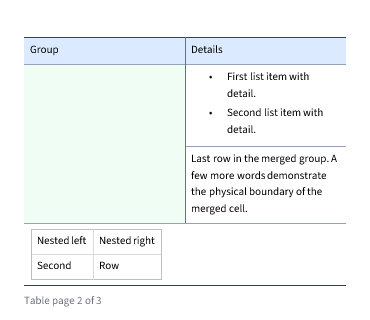 Group Details
• First list item with
detail.
• Second list item with
detail.
Last row in the merged group. A
few more words demonstrate
the physical boundary of the
merged cell.
Nested left Nested right
Second Row
Table page 2 of 3